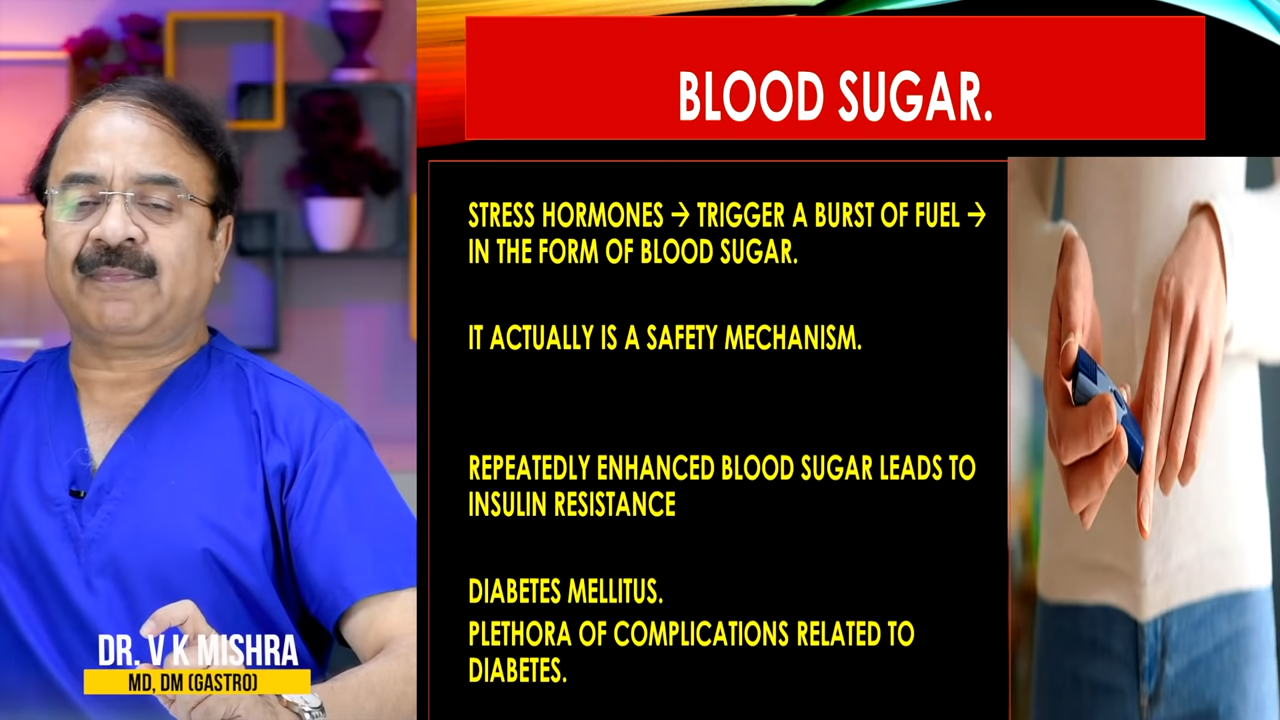 BLOOD SUGAR.
STRESS HORMONES → TRIGGER A BURST OF FUEL →
IN THE FORM OF BLOOD SUGAR.
IT ACTUALLY IS A SAFETY MECHANISM.
REPEATEDLY ENHANCED BLOOD SUGAR LEADS TO
INSULIN RESISTANCE
DIABETES MELLITUS.
PLETHORA OF COMPLICATIONS RELATED TO
DIABETES.
DR. V K MISHRA
MD, DM (GASTRO)